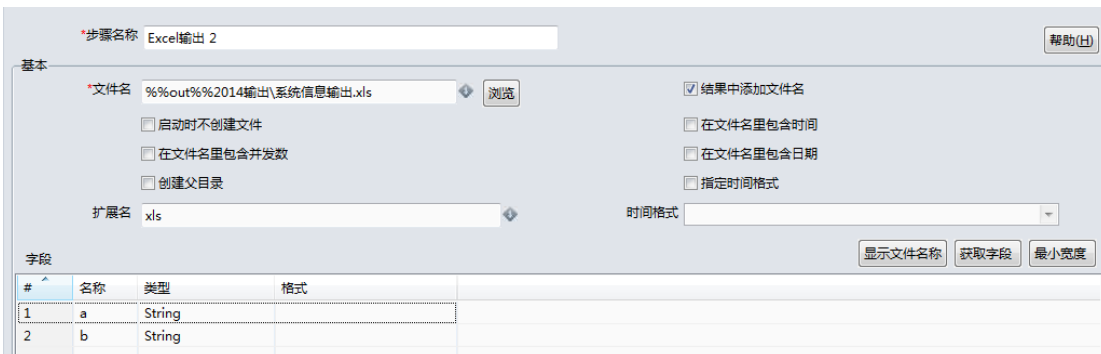 *步骤名称 Excel输出 2
帮助(H)
基本
*文件名 %%out%%2014输出\系统信息输出.xls 浏览 结果中添加文件名
启动时不创建文件 在文件名里包含时间
在文件名里包含并发数 在文件名里包含日期
创建父目录 指定时间格式
扩展名 xls 时间格式
显示文件名称 获取字段 最小宽度
字段
# 名称 类型 格式
1 a String
2 b String